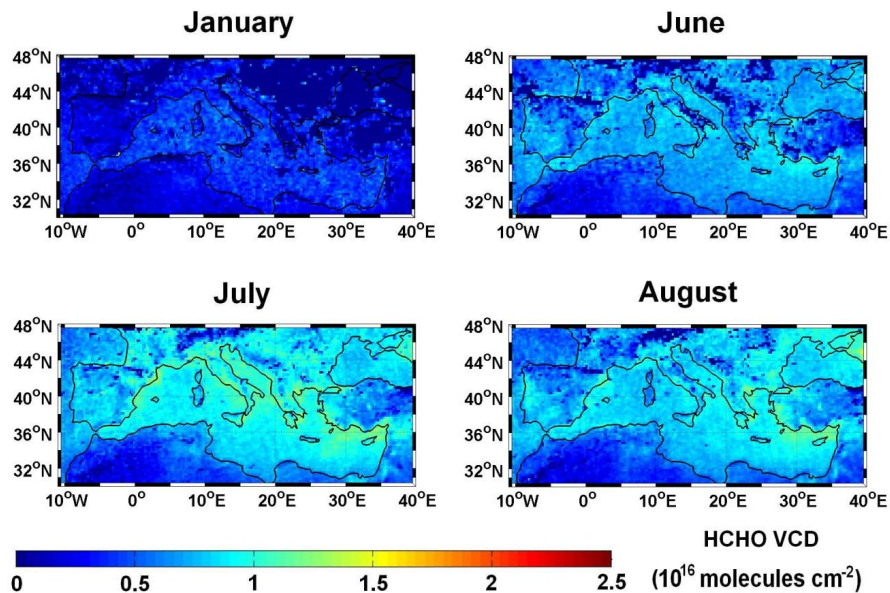 January
48°N
44°N
40°N
36°N
32°N
10°W 0° 10°E 20°E 30°E 40°E
June
48°N
44°N
40°N
36°N
32°N
10°W 0° 10°E 20°E 30°E 40°E
July
48°N
44°N
40°N
36°N
32°N
10°W 0° 10°E 20°E 30°E 40°E
August
48°N
44°N
40°N
36°N
32°N
10°W 0° 10°E 20°E 30°E 40°E
0 0.5 1 1.5 2 2.5
HCHO VCD
(10¹⁶ molecules cm⁻²)